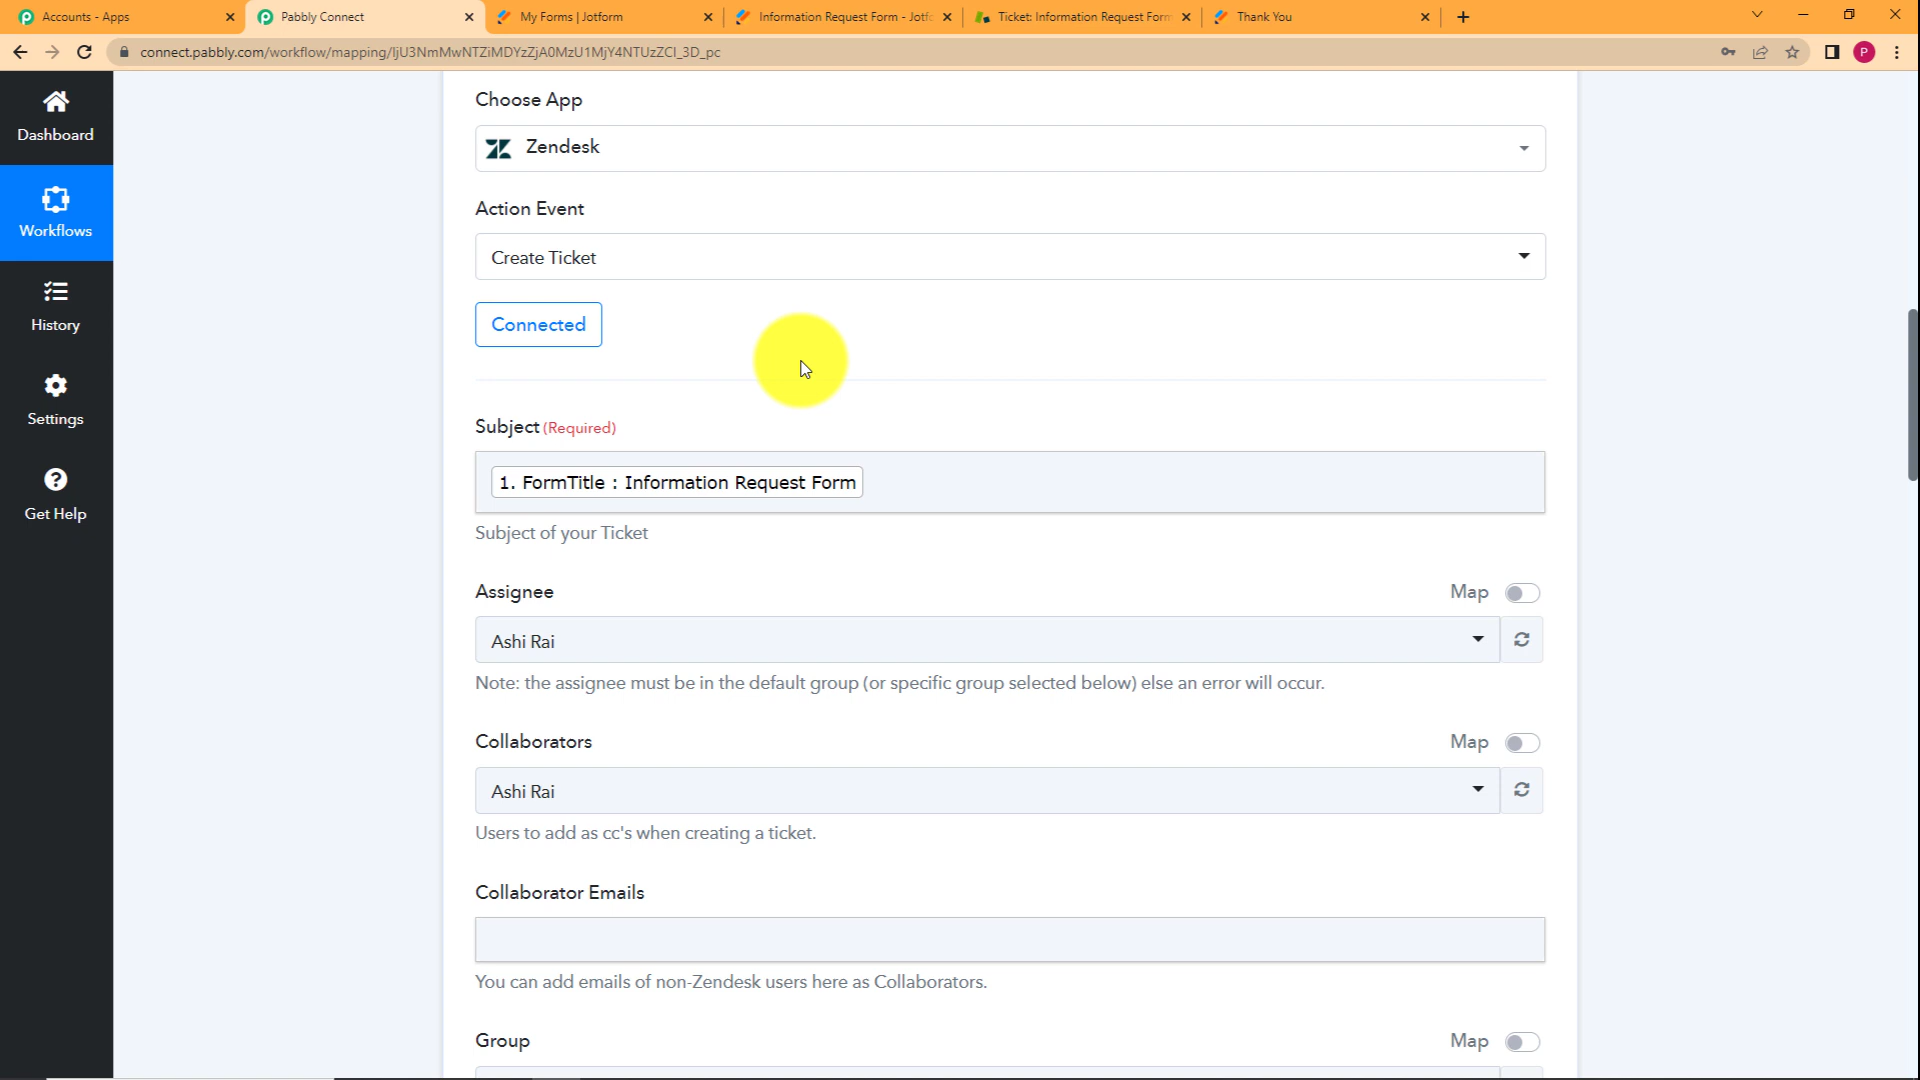 Accounts - Apps
Pabbly Connect
My Forms | Jotform
Information Request Form - Jotfo
Ticket: Information Request Form
Thank You
connect.pabbly.com/workflow/mapping/IjU3NmMwNTZiMDYzZjA0MzU1MjY4NTUzZCI_3D_pc
P
Dashboard
Workflows
History
Settings
Get Help
Choose App
Zendesk
Action Event
Create Ticket
Connected
Subject (Required)
1. FormTitle : Information Request Form
Subject of your Ticket
Assignee
Map
Ashi Rai
Note: the assignee must be in the default group (or specific group selected below) else an error will occur.
Collaborators
Map
Ashi Rai
Users to add as cc's when creating a ticket.
Collaborator Emails
You can add emails of non-Zendesk users here as Collaborators.
Group
Map